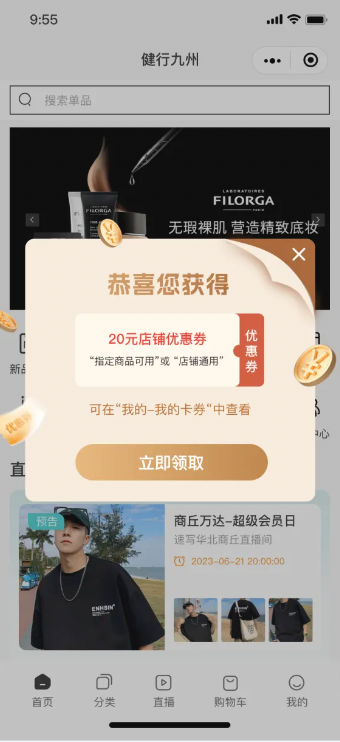 9:55
健行九州
搜索单品
LABORATOIRES
FILORGA
PARIS
无瑕裸肌 营造精致底妆
恭喜您获得
20元店铺优惠券
“指定商品可用”或 “店铺通用”
优惠券
新品
可在“我的-我的卡券”中查看
优惠券
中心
立即领取
直
预告
商丘万达-超级会员日
速写华北商丘直播间
2023-06-21 20:00:00
ENNSIN
首页
分类
直播
购物车
我的